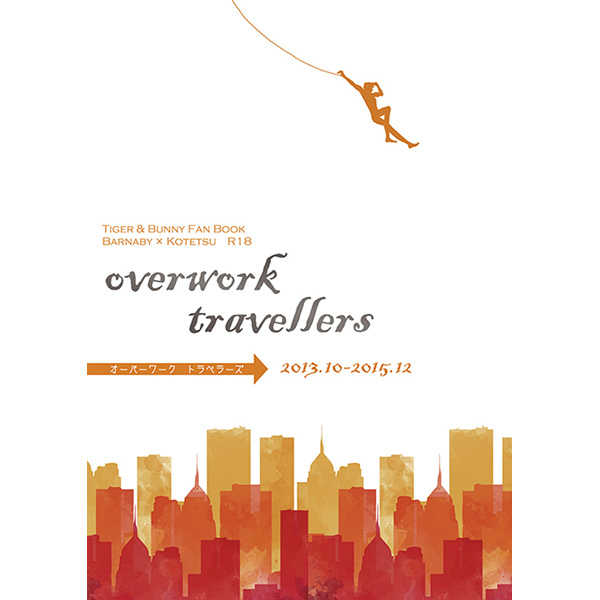 TIGER & BUNNY FAN BOOK
BARNABY × KOTETSU R18
overwork
travellers
オーバーワーク トラベラーズ
2013.10-2015.12